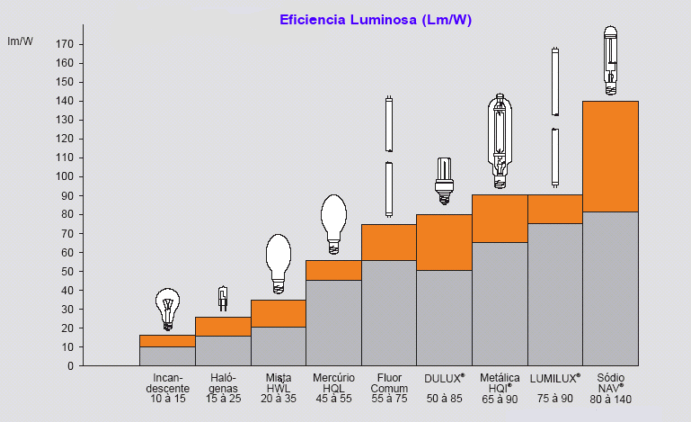 Eficiencia Luminosa (Lm/W)
lm/W
170
160
150
140
130
120
110
100
90
80
70
60
50
40
30
20
10
0
Incan-
descente
10 à 15
Haló-
genas
15 à 25
Mista
HWL
20 à 35
Mercúrio
HQL
45 à 55
Fluor
Comum
55 à 75
DULUX®
50 à 85
Metálica
HQI®
65 à 90
LUMILUX®
75 à 90
Sódio
NAV®
80 à 140